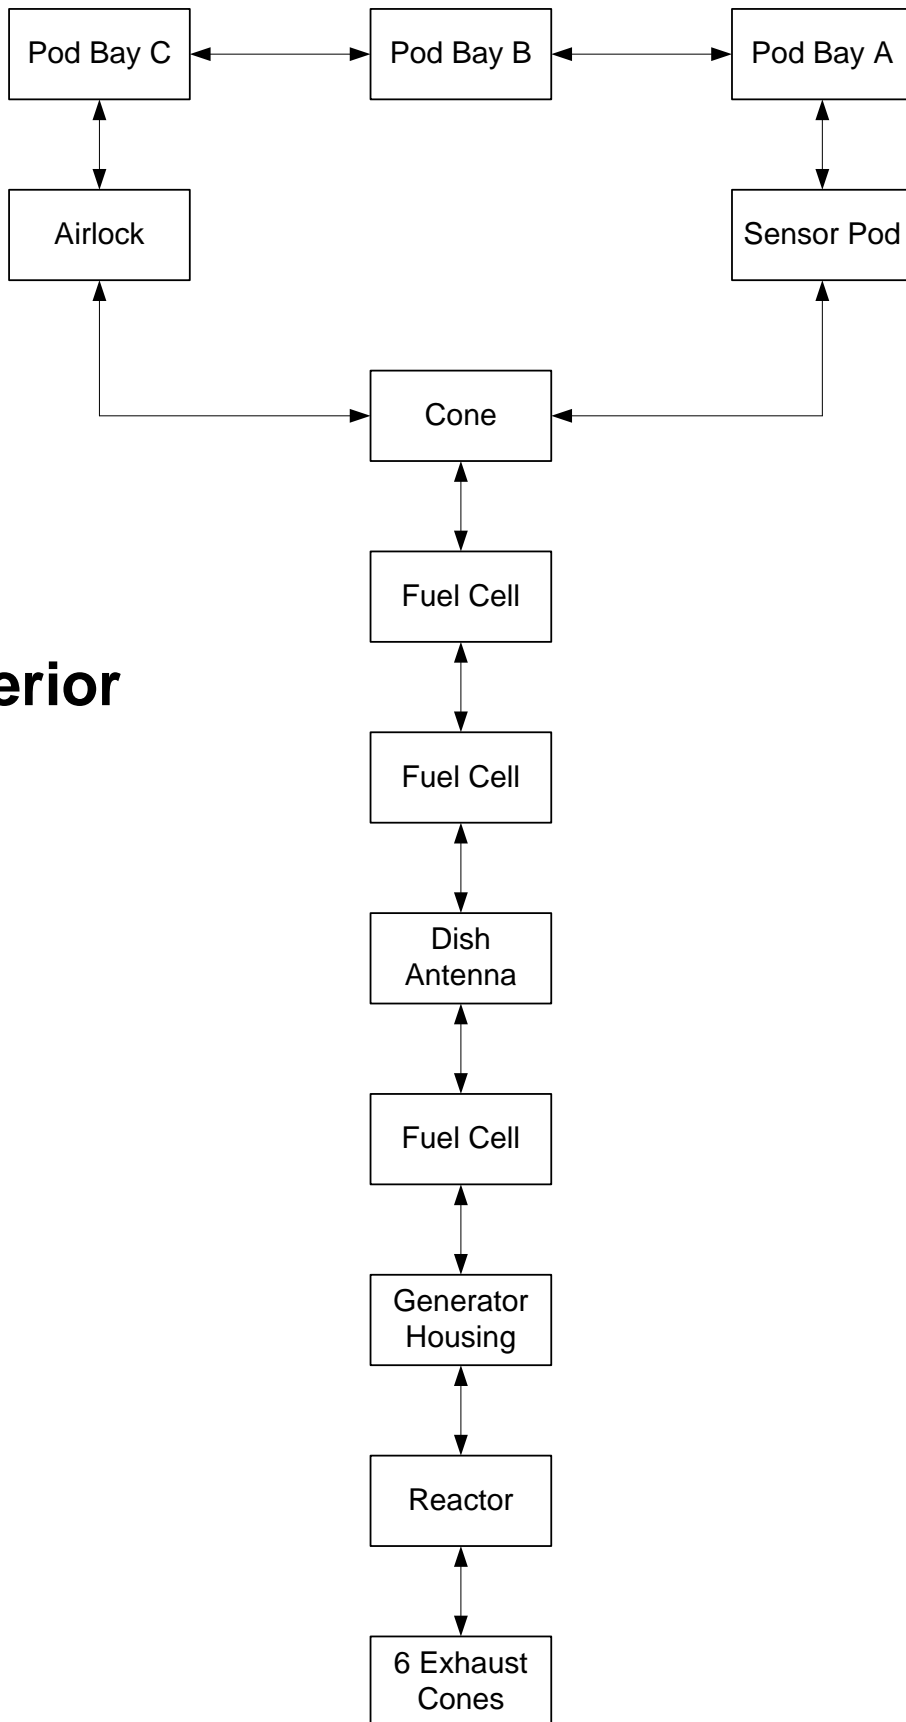 Pod Bay C
Pod Bay B
Pod Bay A
Airlock
Sensor Pod
Cone
Fuel Cell
erior
Fuel Cell
Dish
Antenna
Fuel Cell
Generator
Housing
Reactor
6 Exhaust
Cones